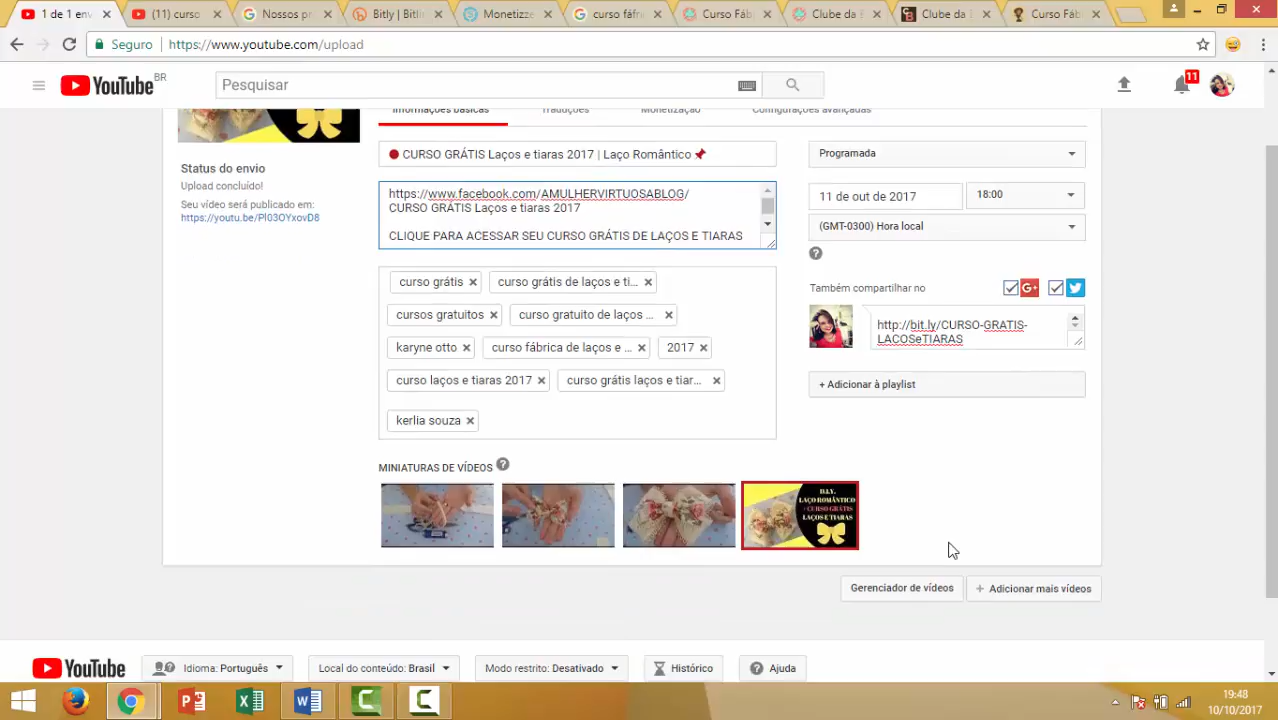 1 de 1 env
(11) curso
Nossos pr
Bitly | Bitli
Monetizze
curso fáfri
Curso Fáb
Clube da
Clube da
Curso Fáb
Seguro
https://www.youtube.com/upload
YouTube BR
Pesquisar
11
Informações básicas
Traduções
Monetização
Configurações avançadas
Status do envio
Upload concluído!
Seu vídeo será publicado em:
https://youtu.be/Pl03OYxovD8
CURSO GRÁTIS Laços e tiaras 2017 | Laço Romântico
https://www.facebook.com/AMULHERVIRTUOSABLOG/
CURSO GRÁTIS Laços e tiaras 2017
CLIQUE PARA ACESSAR SEU CURSO GRÁTIS DE LAÇOS E TIARAS
curso grátis
curso grátis de laços e ti...
cursos gratuitos
curso gratuito de laços ...
karyne otto
curso fábrica de laços e ...
2017
curso laços e tiaras 2017
curso grátis laços e tiar...
kerlia souza
Programada
11 de out de 2017
18:00
(GMT-0300) Hora local
Também compartilhar no
G+
http://bit.ly/CURSO-GRATIS-
LACOSeTIARAS
+ Adicionar à playlist
MINIATURAS DE VÍDEOS
D.I.Y.
LAÇO ROMÂNTICO
+ CURSO GRÁTIS
LAÇOS E TIARAS
Gerenciador de vídeos
+ Adicionar mais vídeos
YouTube
Idioma: Português
Local do conteúdo: Brasil
Modo restrito: Desativado
Histórico
Ajuda
19:48
10/10/2017